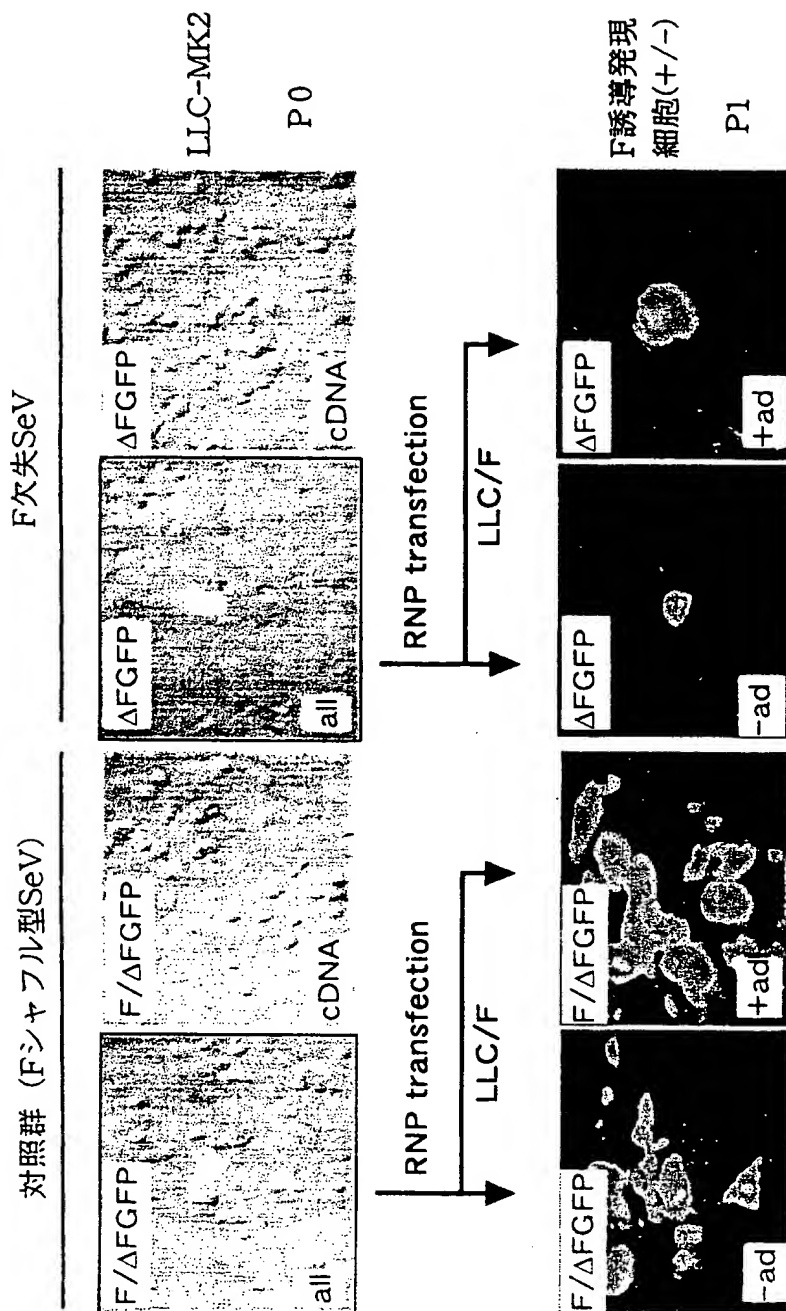 対照群 (Fシャフル型SeV)
F欠失SeV
F/ΔFGFP
all
F/ΔFGFP
cDNA
ΔFGFP
all
ΔFGFP
cDNA
LLC-MK2
P0
RNP transfection
LLC/F
RNP transfection
LLC/F
F/ΔFGFP
-ad
F/ΔFGFP
+ad
ΔFGFP
-ad
ΔFGFP
+ad
F誘導発現
細胞(+/-)
P1